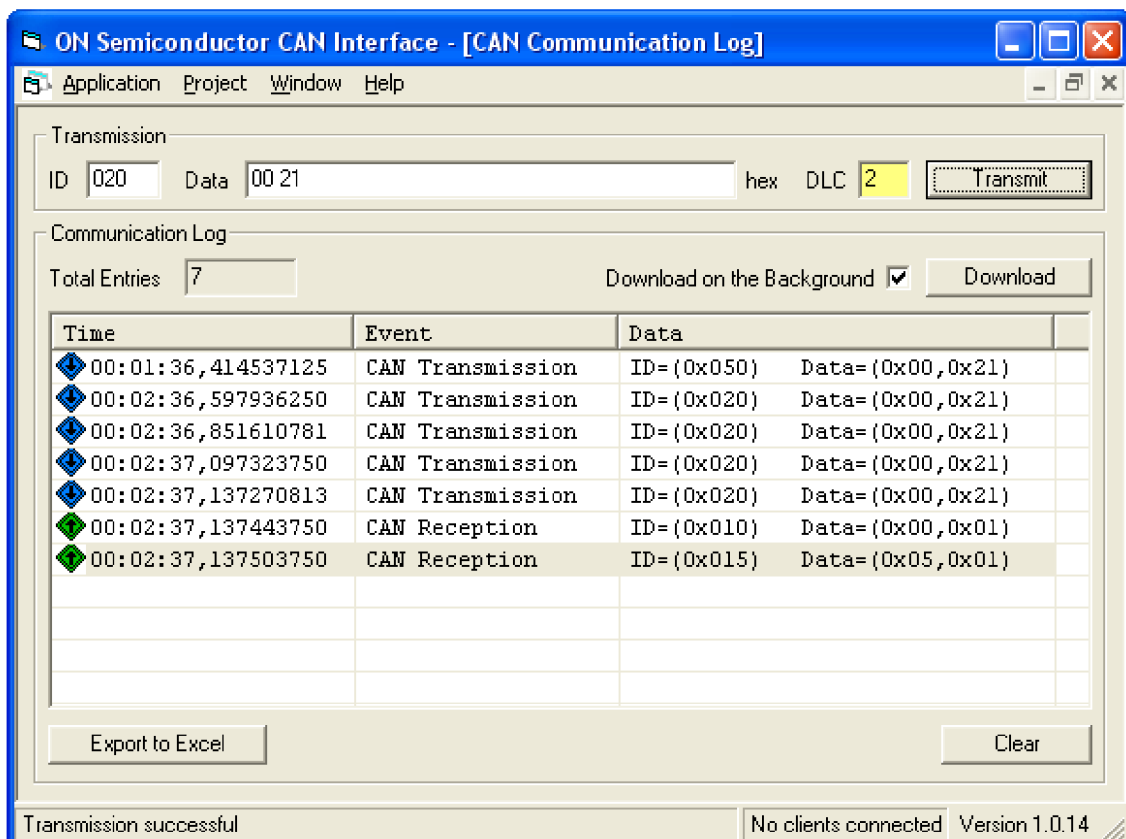 ON Semiconductor CAN Interface - [CAN Communication Log]
Application Project Window Help
Transmission
ID 020 Data 00 21 hex DLC 2 Transmit
Communication Log
Total Entries 7 Download on the Background Download
Time Event Data
00:01:36,414537125 CAN Transmission ID=(0x050) Data=(0x00,0x21)
00:02:36,597936250 CAN Transmission ID=(0x020) Data=(0x00,0x21)
00:02:36,851610781 CAN Transmission ID=(0x020) Data=(0x00,0x21)
00:02:37,097323750 CAN Transmission ID=(0x020) Data=(0x00,0x21)
00:02:37,137270813 CAN Transmission ID=(0x020) Data=(0x00,0x21)
00:02:37,137443750 CAN Reception ID=(0x010) Data=(0x00,0x01)
00:02:37,137503750 CAN Reception ID=(0x015) Data=(0x05,0x01)
Export to Excel Clear
Transmission successful No clients connected Version 1.0.14